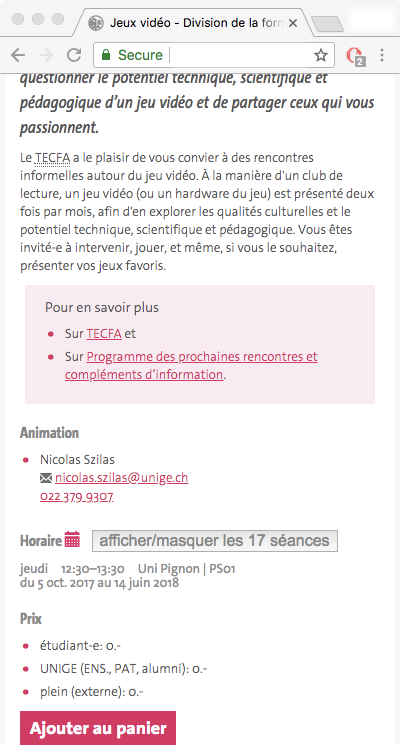 Jeux vidéo - Division de la form
Secure
2
questionner le potentiel technique, scientifique et
pédagogique d'un jeu vidéo et de partager ceux qui vous
passionnent.
Le TECFA a le plaisir de vous convier à des rencontres
informelles autour du jeu vidéo. À la manière d'un club de
lecture, un jeu vidéo (ou un hardware du jeu) est présenté deux
fois par mois, afin d'en explorer les qualités culturelles et le
potentiel technique, scientifique et pédagogique. Vous êtes
invité-e à intervenir, jouer, et même, si vous le souhaitez,
présenter vos jeux favoris.
Pour en savoir plus
• Sur TECFA et
• Sur Programme des prochaines rencontres et
compléments d'information.
Animation
• Nicolas Szilas
nicolas.szilas@unige.ch
022 379 9307
Horaire afficher/masquer les 17 séances
jeudi 12:30–13:30 Uni Pignon | PS01
du 5 oct. 2017 au 14 juin 2018
Prix
• étudiant-e: 0.-
• UNIGE (ENS., PAT, alumni): 0.-
• plein (externe): 0.-
Ajouter au panier